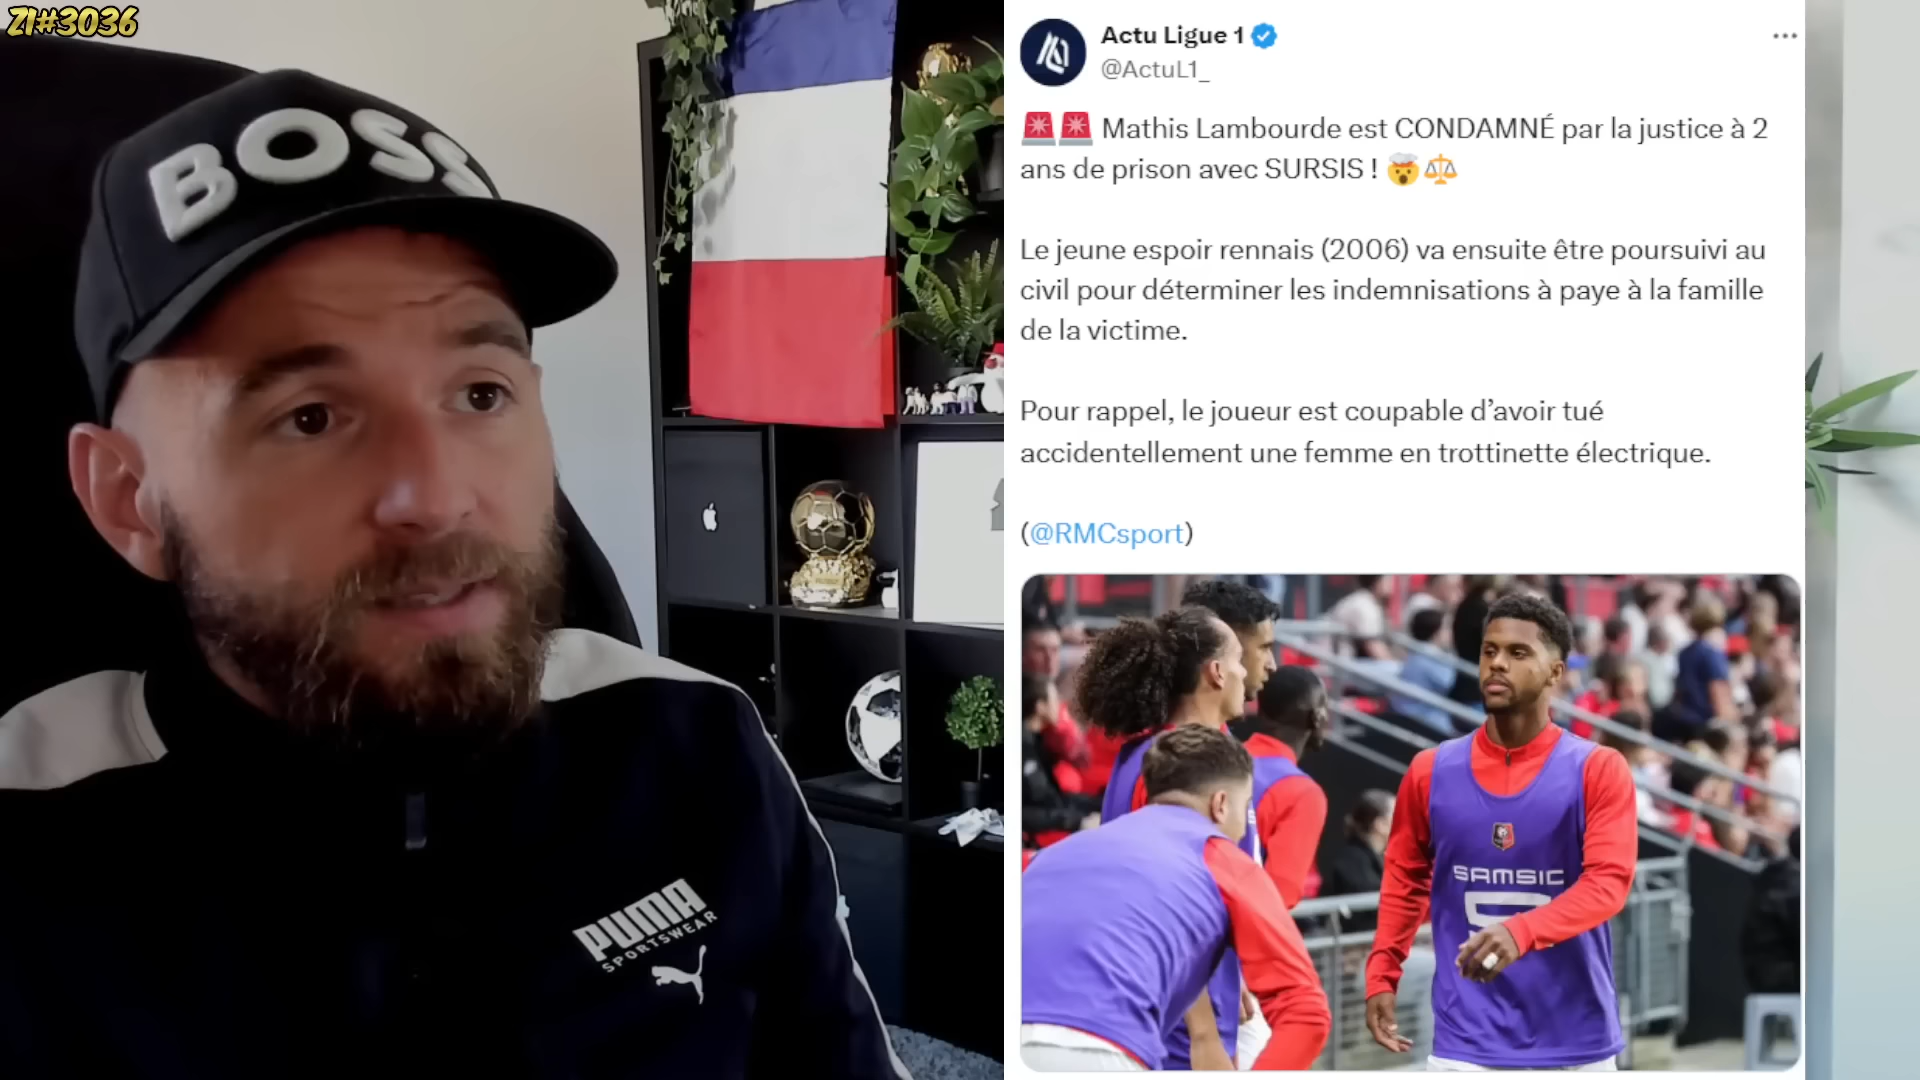 ZI#3036
BOSS
PUMA
SPORTSWEAR
Actu Ligue 1
@ActuL1_
Mathis Lambourde est CONDAMNÉ par la justice à 2
ans de prison avec SURSIS !
Le jeune espoir rennais (2006) va ensuite être poursuivi au
civil pour déterminer les indemnisations à paye à la famille
de la victime.
Pour rappel, le joueur est coupable d’avoir tué
accidentellement une femme en trottinette électrique.
(@RMCsport)
SAMSIC